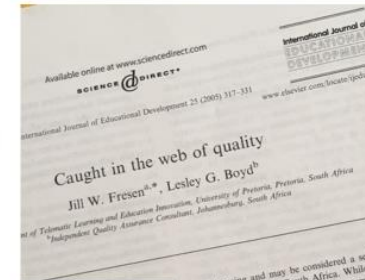 Available online at www.sciencedirect.com
SCIENCE @ DIRECT®
International Journal of
EDUCATIONAL
DEVELOPMENT
International Journal of Educational Development 25 (2005) 317–331
www.elsevier.com/locate/ijedu
Caught in the web of quality
Jill W. Fresen a,*, Lesley G. Boyd b
nt of Telematic Learning and Education Innovation, University of Pretoria, Pretoria, South Africa
b Independent Quality Assurance Consultant, Johannesburg, South Africa
and may be considered a se
Africa. While